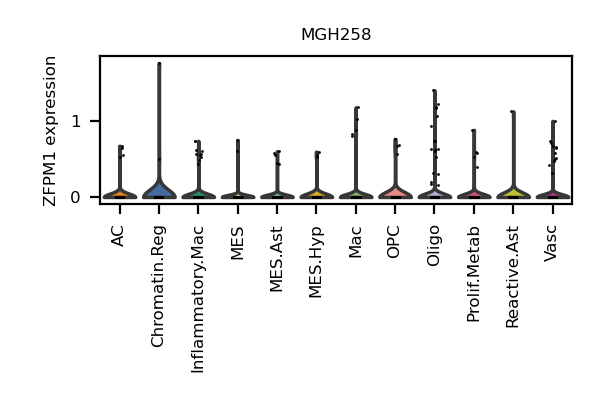 MGH258
ZFPM1 expression
1
0
AC
Chromatin.Reg
Inflammatory.Mac
MES
MES.Ast
MES.Hyp
Mac
OPC
Oligo
Prolif.Metab
Reactive.Ast
Vasc